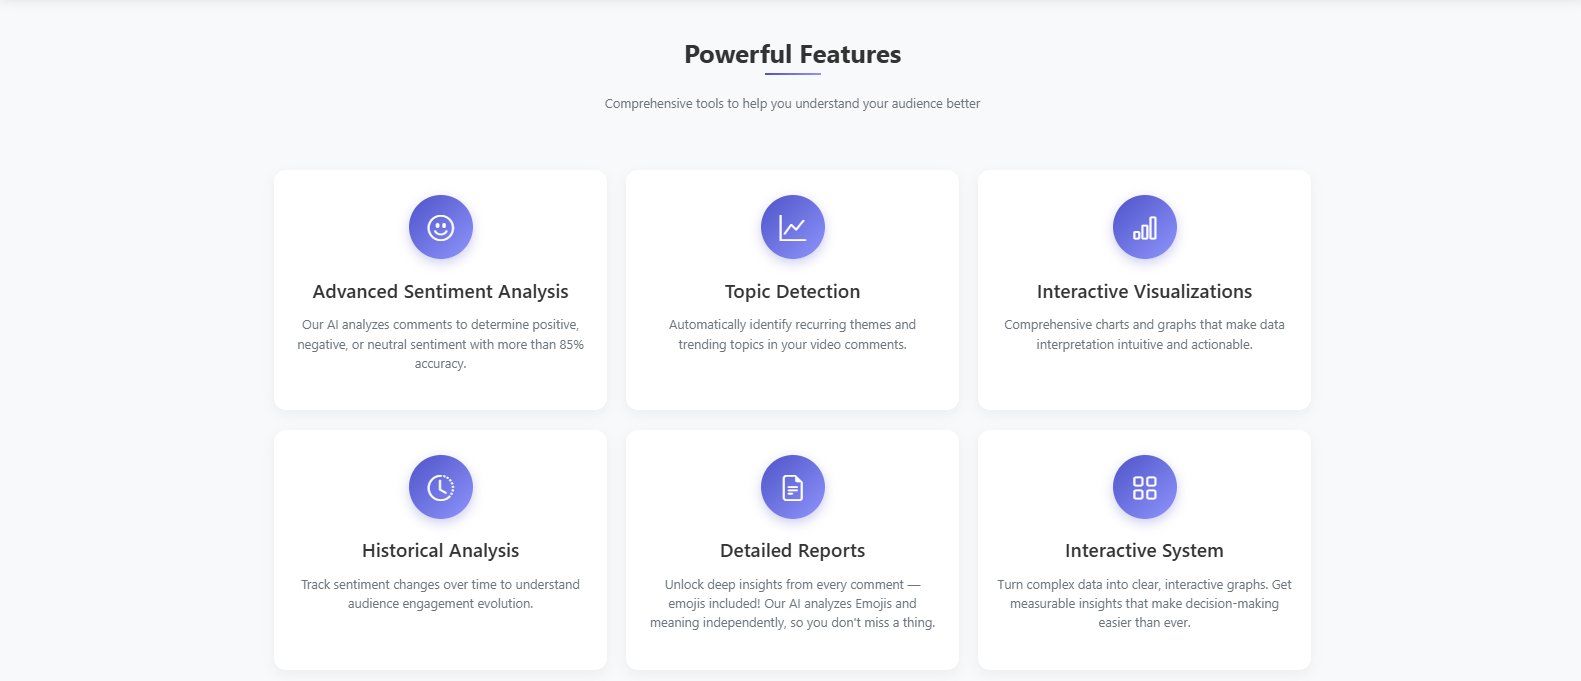 Powerful Features
Comprehensive tools to help you understand your audience better
Advanced Sentiment Analysis
Our AI analyzes comments to determine positive,
negative, or neutral sentiment with more than 85%
accuracy.
Topic Detection
Automatically identify recurring themes and
trending topics in your video comments.
Interactive Visualizations
Comprehensive charts and graphs that make data
interpretation intuitive and actionable.
Historical Analysis
Track sentiment changes over time to understand
audience engagement evolution.
Detailed Reports
Unlock deep insights from every comment —
emojis included! Our AI analyzes Emojis and
meaning independently, so you don't miss a thing.
Interactive System
Turn complex data into clear, interactive graphs. Get
measurable insights that make decision-making
easier than ever.